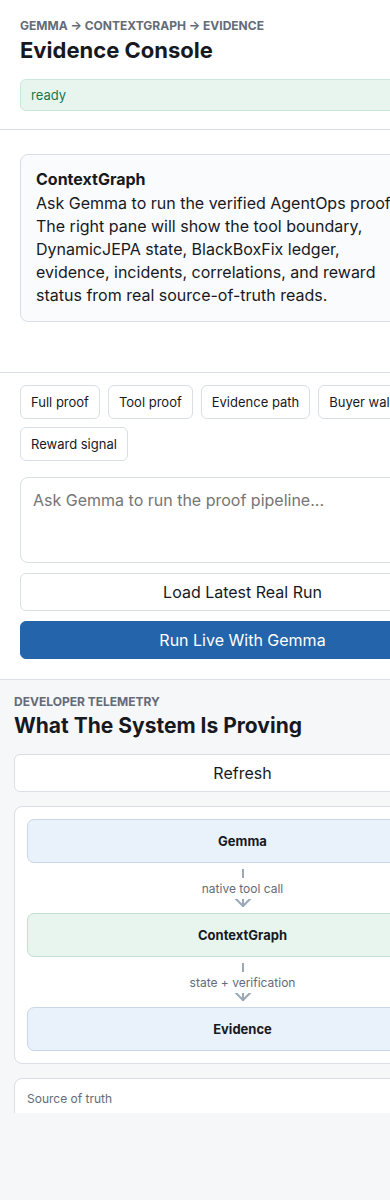 GEMMA → CONTEXTGRAPH → EVIDENCE
Evidence Console
ready
ContextGraph
Ask Gemma to run the verified AgentOps proof
The right pane will show the tool boundary,
DynamicJEPA state, BlackBoxFix ledger,
evidence, incidents, correlations, and reward
status from real source-of-truth reads.
Full proof
Tool proof
Evidence path
Buyer
Reward signal
Ask Gemma to run the proof pipeline...
Load Latest Real Run
Run Live With Gemma
DEVELOPER TELEMETRY
What The System Is Proving
Refresh
Gemma
native tool call
ContextGraph
state + verification
Evidence
Source of truth